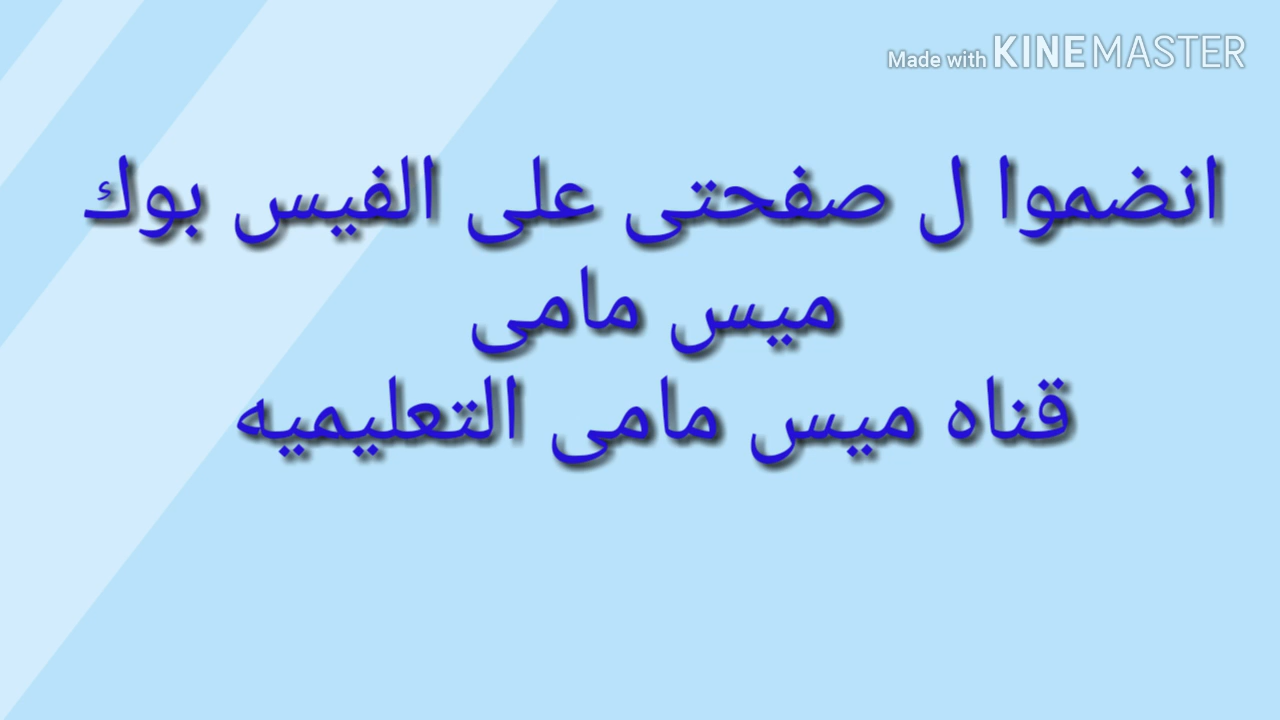 Made with KINEMASTER
انضموا ل صفحتى على الفيس بوك
ميس مامى
قناه ميس مامى التعليميه